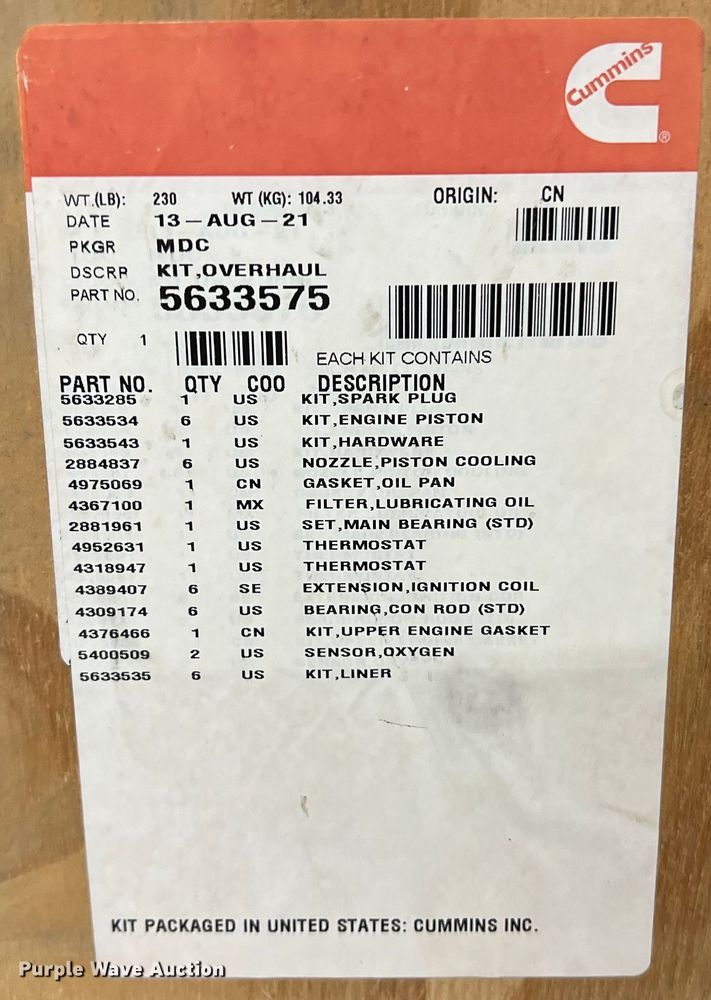 Cummins
®
WT.(LB): 230 WT (KG): 104.33 ORIGIN: CN
DATE 13-AUG-21
PKGR MDC
DSCRP KIT,OVERHAUL
PART NO. 5633575
QTY 1
EACH KIT CONTAINS
PART NO. QTY COO DESCRIPTION
5633285 1 US KIT,SPARK PLUG
5633534 6 US KIT,ENGINE PISTON
5633543 1 US KIT,HARDWARE
2884837 6 US NOZZLE,PISTON COOLING
4975069 1 CN GASKET,OIL PAN
4367100 1 MX FILTER,LUBRICATING OIL
2881961 1 US SET,MAIN BEARING (STD)
4952631 1 US THERMOSTAT
4318947 1 US THERMOSTAT
4389407 6 SE EXTENSION,IGNITION COIL
4309174 6 US BEARING,CON ROD (STD)
4376466 1 CN KIT,UPPER ENGINE GASKET
5400509 2 US SENSOR,OXYGEN
5633535 6 US KIT,LINER
KIT PACKAGED IN UNITED STATES: CUMMINS INC.
Purple Wave Auction